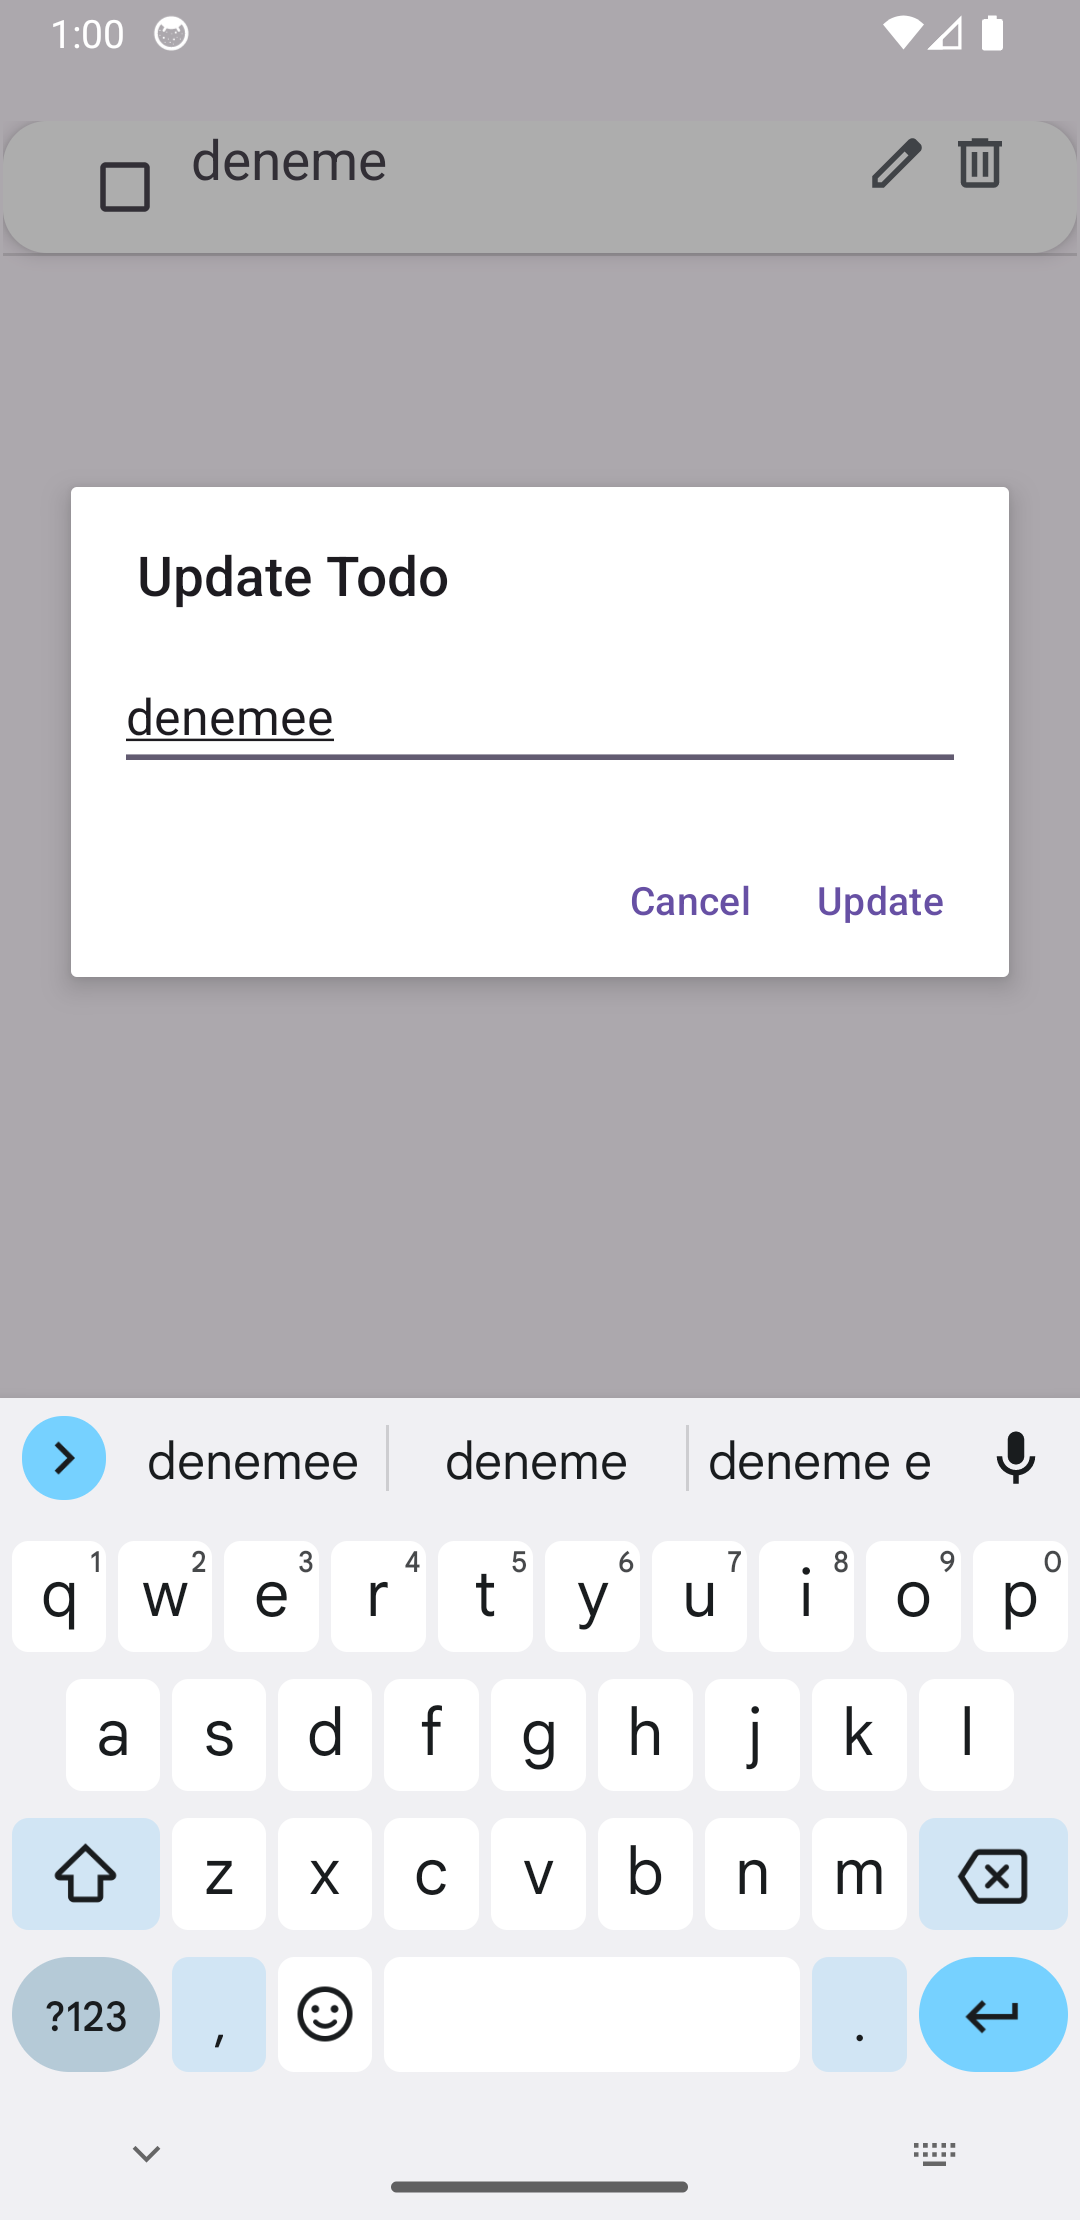 1:00
deneme
Update Todo
denemee
Cancel Update
denemee deneme deneme e
q 1 w 2 e 3 r 4 t 5 y 6 u 7 i 8 o 9 p 0
a s d f g h j k l
z x c v b n m
?123 , .